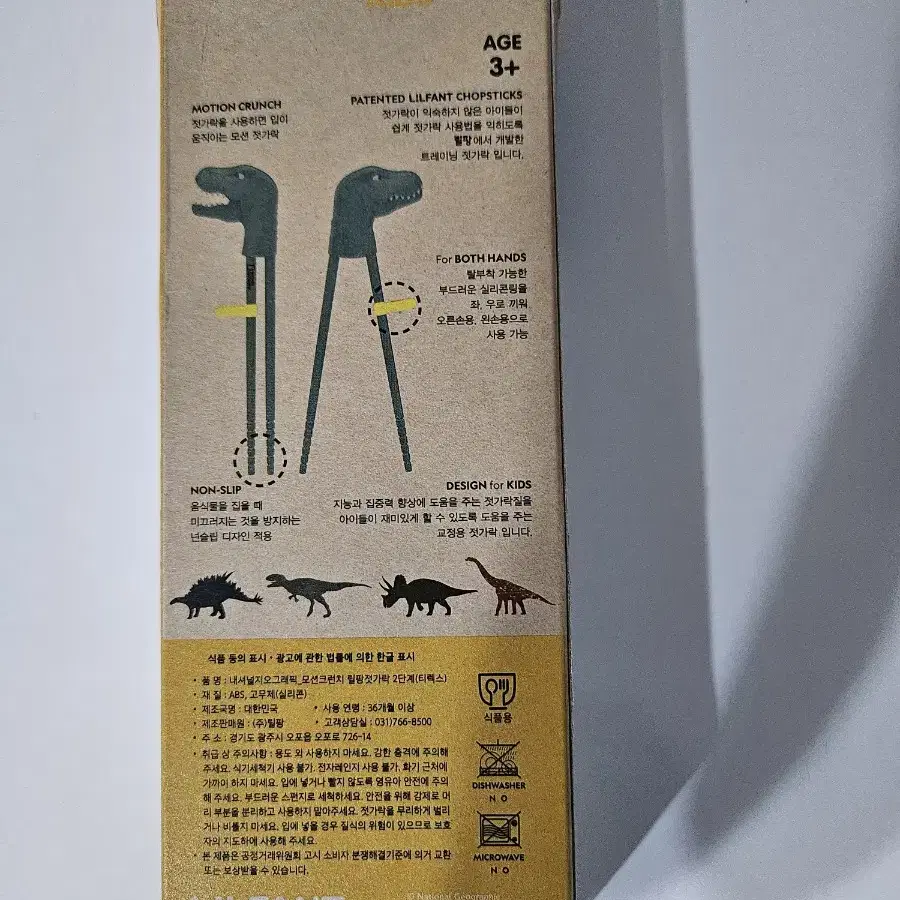 AGE
3+
MOTION CRUNCH
젓가락을 사용하면 입이
움직이는 모션 젓가락
PATENTED LILFANT CHOPSTICKS
젓가락이 익숙하지 않은 아이들이
쉽게 젓가락 사용법을 익히도록
릴팡에서 개발한
트레이닝 젓가락 입니다.
For BOTH HANDS
탈부착 가능한
부드러운 실리콘링을
좌, 우로 끼워
오른손용, 왼손용으로
사용 가능
NON-SLIP
음식물을 집을 때
미끄러지는 것을 방지하는
넌슬립 디자인 적용
DESIGN for KIDS
지능과 집중력 향상에 도움을 주는 젓가락질을
아이들이 재미있게 할 수 있도록 도움을 주는
교정용 젓가락 입니다.
식품 등의 표시·광고에 관한 법률에 의한 한글 표시
• 품 명 : 내셔널지오그래픽_모션크런치 릴팡젓가락 2단계(티렉스)
• 재 질 : ABS, 고무제(실리콘)
• 제조국명 : 대한민국 • 사용 연령 : 36개월 이상
• 제조판매원 : (주)릴팡 • 고객상담실 : 031)766-8500
• 주 소 : 경기도 광주시 오포읍 오포로 726-14
• 취급 상 주의사항 : 용도 외 사용하지 마세요. 강한 충격에 주의해
주세요. 식기세척기 사용 불가. 전자레인지 사용 불가. 화기 근처에
가까이 하지 마세요. 입에 넣거나 빨지 않도록 영유아 안전에 주의
해 주세요. 부드러운 스펀지로 세척하세요. 안전을 위해 강제로 머
리 부분을 분리하고 사용하지 말아주세요. 젓가락을 무리하게 벌리
거나 비틀지 마세요. 입에 넣을 경우 질식의 위험이 있으므로 보호
자의 지도하에 사용해 주세요.
• 본 제품은 공정거래위원회 고시 소비자 분쟁해결기준에 의거 교환
또는 보상받을 수 있습니다.
식품용
DISHWASHER
NO
MICROWAVE
NO
© National Geographic